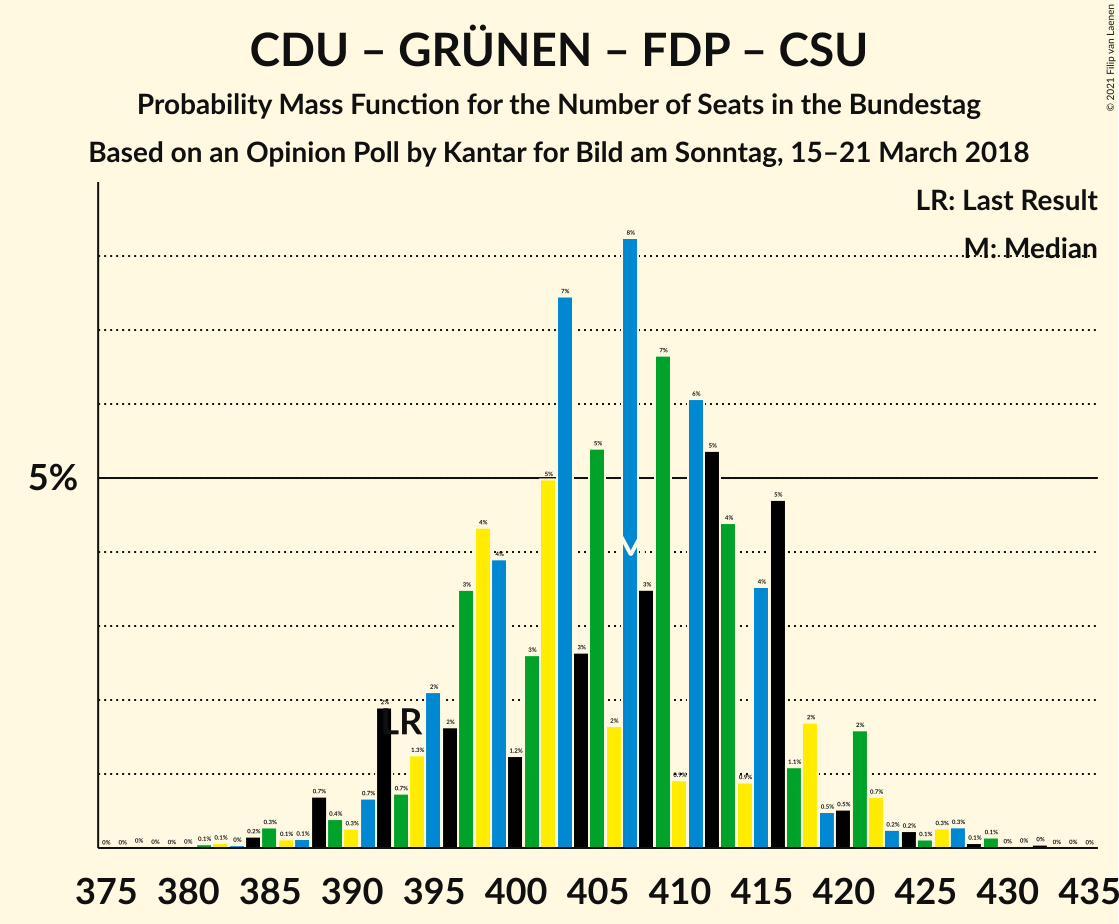 CDU – GRÜNEN – FDP – CSU
Probability Mass Function for the Number of Seats in the Bundestag
Based on an Opinion Poll by Kantar for Bild am Sonntag, 15–21 March 2018
© 2021 Filip van Laenen
LR: Last Result
M: Median
5%
0% 0% 0% 0% 0% 0% 0.1% 0.1% 0% 0.2% 0.3% 0.1% 0.1% 0.7% 0.4% 0.3% 0.7% 2% 0.7% 1.3% 2% 2% 3% 4% 4% 1.2% 3% 5% 7% 3% 5% 2% 8% 3% 7% 0.9% 6% 5% 4% 0.9% 4% 5% 1.1% 2% 0.5% 0.5% 2% 0.7% 0.2% 0.2% 0.1% 0.3% 0.3% 0.1% 0.1% 0% 0% 0% 0% 0% 0%
LR
M
375 380 385 390 395 400 405 410 415 420 425 430 435